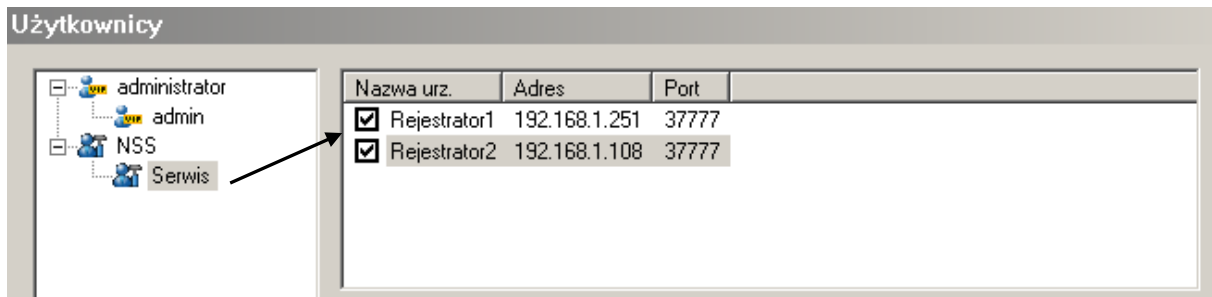 Użytkownicy
administrator
admin
NSS
Serwis
Nazwa urz. Adres Port
Rejestrator1 192.168.1.251 37777
Rejestrator2 192.168.1.108 37777